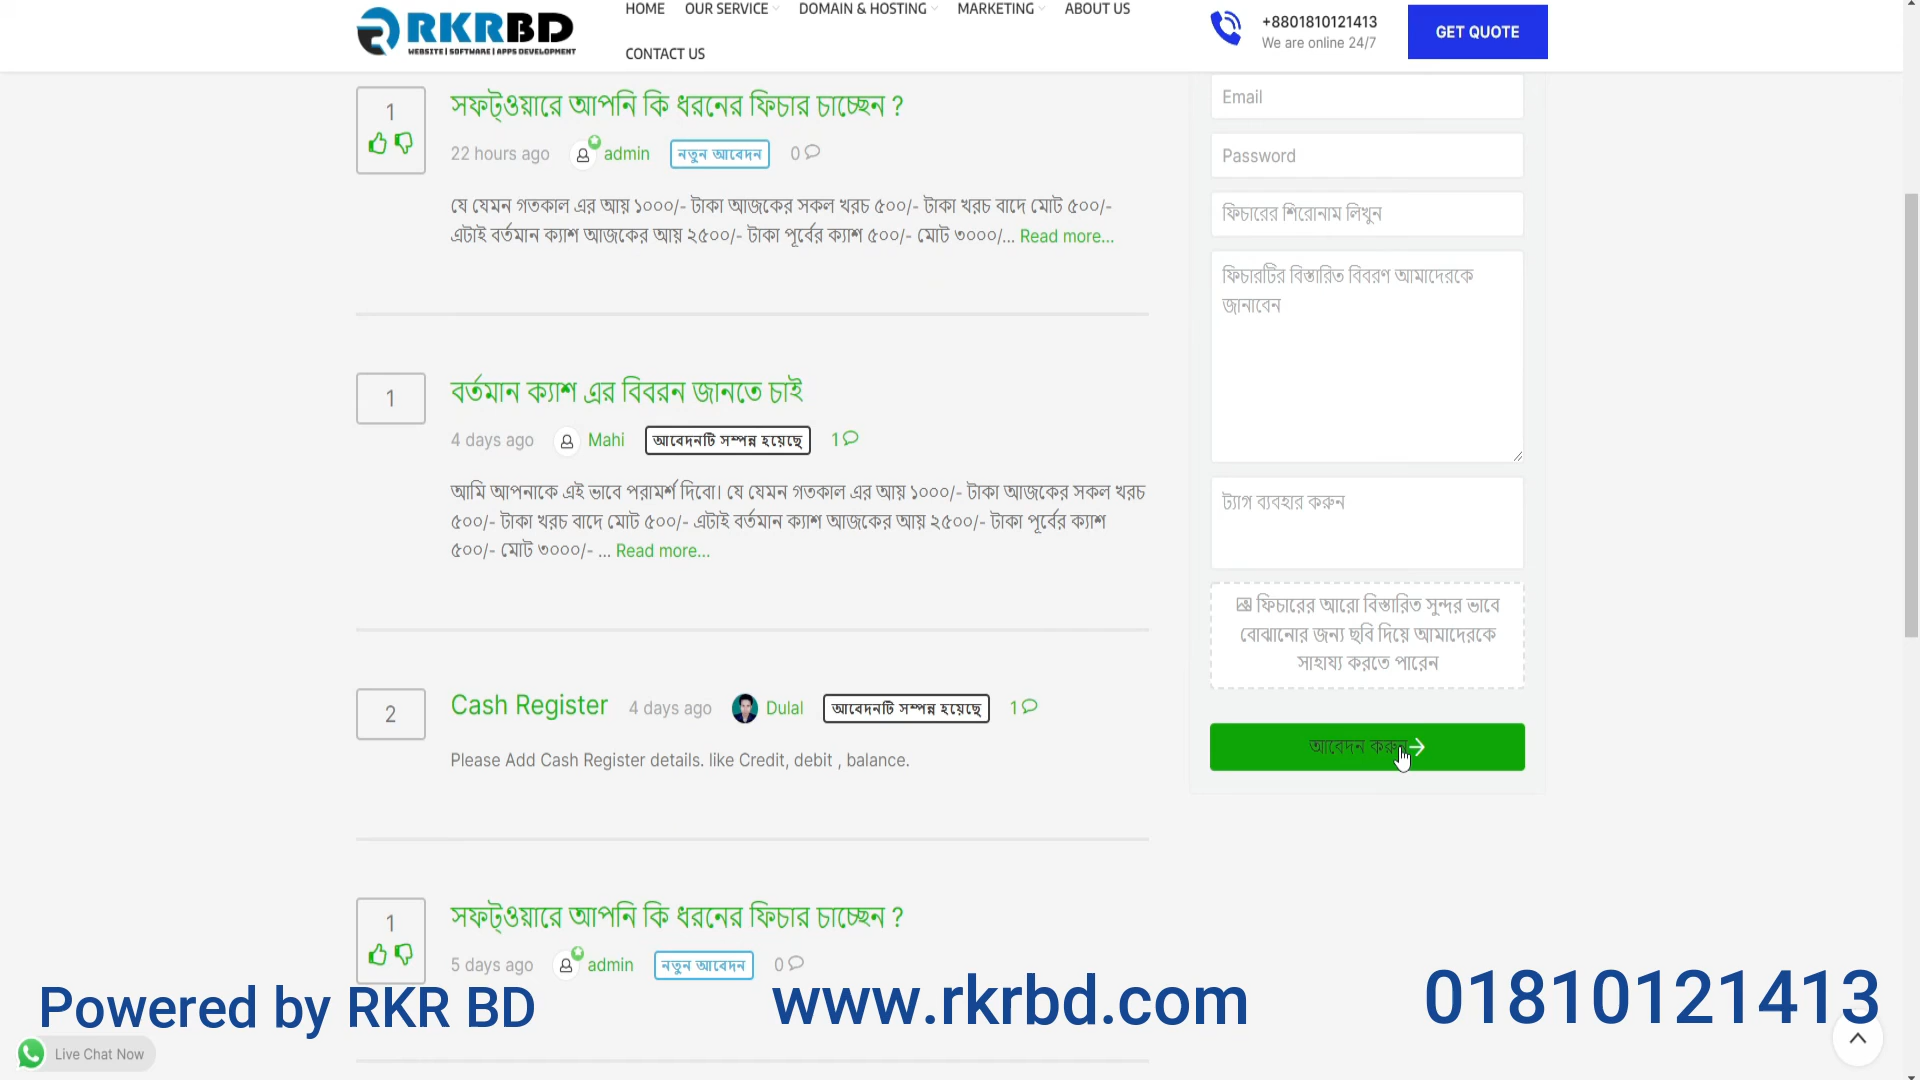 RKRBD
WEBSITE | SOFTWARE | APPS DEVELOPMENT
HOME
OUR SERVICE
DOMAIN & HOSTING
MARKETING
ABOUT US
CONTACT US
+8801810121413
We are online 24/7
GET QUOTE
1
সফট্ওয়ারে আপনি কি ধরনের ফিচার চাচ্ছেন ?
22 hours ago admin নতুন আবেদন 0
যে যেমন গতকাল এর আয় ১০০০/- টাকা আজকের সকল খরচ ৫০০/- টাকা খরচ বাদে মোট ৫০০/-
এটাই বর্তমান ক্যাশ আজকের আয় ২৫০০/- টাকা পূর্বের ক্যাশ ৫০০/- মোট ৩০০০/... Read more...
1
বর্তমান ক্যাশ এর বিবরন জানতে চাই
4 days ago Mahi আবেদনটি সম্পন্ন হয়েছে 1
আমি আপনাকে এই ভাবে পরামর্শ দিবো। যে যেমন গতকাল এর আয় ১০০০/- টাকা আজকের সকল খরচ
৫০০/- টাকা খরচ বাদে মোট ৫০০/- এটাই বর্তমান ক্যাশ আজকের আয় ২৫০০/- টাকা পূর্বের ক্যাশ
৫০০/- মোট ৩০০০/- ... Read more...
2
Cash Register 4 days ago Dulal আবেদনটি সম্পন্ন হয়েছে 1
Please Add Cash Register details. like Credit, debit , balance.
1
সফট্ওয়ারে আপনি কি ধরনের ফিচার চাচ্ছেন ?
5 days ago admin নতুন আবেদন 0
Email
Password
ফিচারের শিরোনাম লিখুন
ফিচারটির বিস্তারিত বিবরণ আমাদেরকে
জানাবেন
ট্যাগ ব্যবহার করুন
ফিচারের আরো বিস্তারিত সুন্দর ভাবে
বোঝানোর জন্য ছবি দিয়ে আমাদেরকে
সাহায্য করতে পারেন
আবেদন করুন
Powered by RKR BD
www.rkrbd.com
01810121413
Live Chat Now